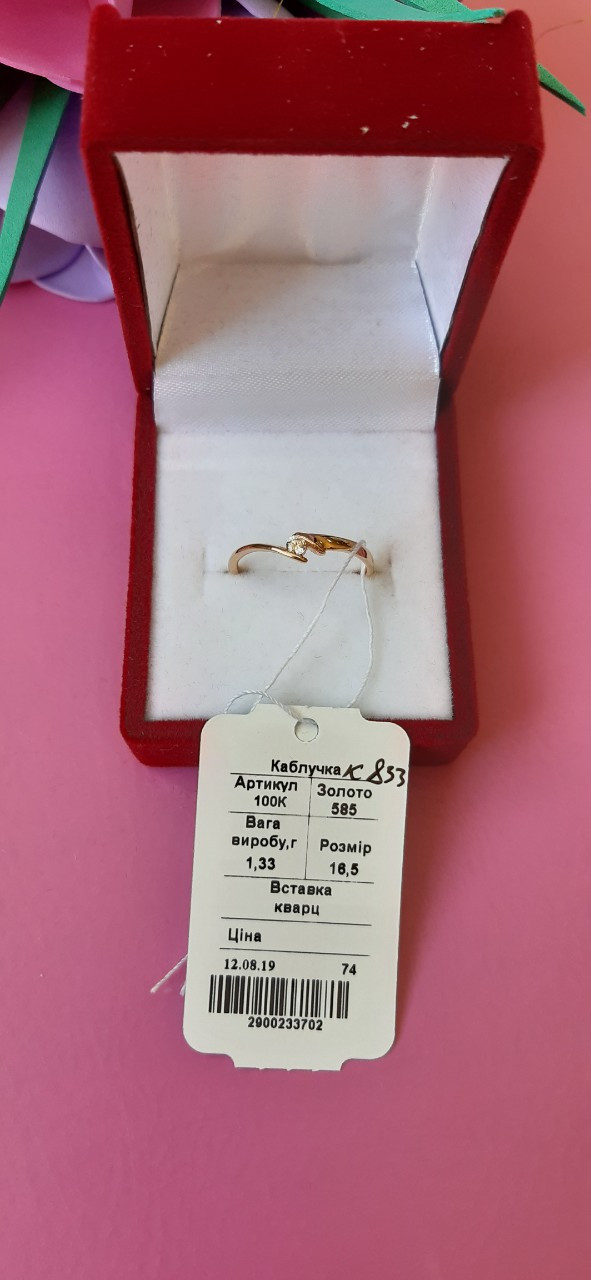 Каблучка к 833
Артикул Золото
100К 585
Вага
виробу,г Розмір
1,33 16,5
Вставка
кварц
Ціна
12.08.19 74
2900233702